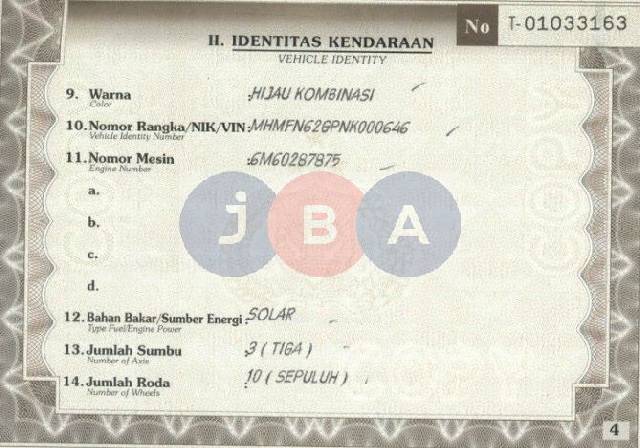 No T-01033163
II. IDENTITAS KENDARAAN
VEHICLE IDENTITY
9. Warna :HIJAU KOMBINASI
Color
10.Nomor Rangka/NIK/VIN:MHMFN62GPNK000646
Vehicle Identity Number
11.Nomor Mesin :6M60287875
Engine Number
a.
b.
c.
d.
JBA
12.Bahan Bakar/Sumber Energi:SOLAR
Type Fuel/Engine Power
13.Jumlah Sumbu :3 ( TIGA )
Number of Axle
14.Jumlah Roda :10 ( SEPULUH )
Number of Wheels
4